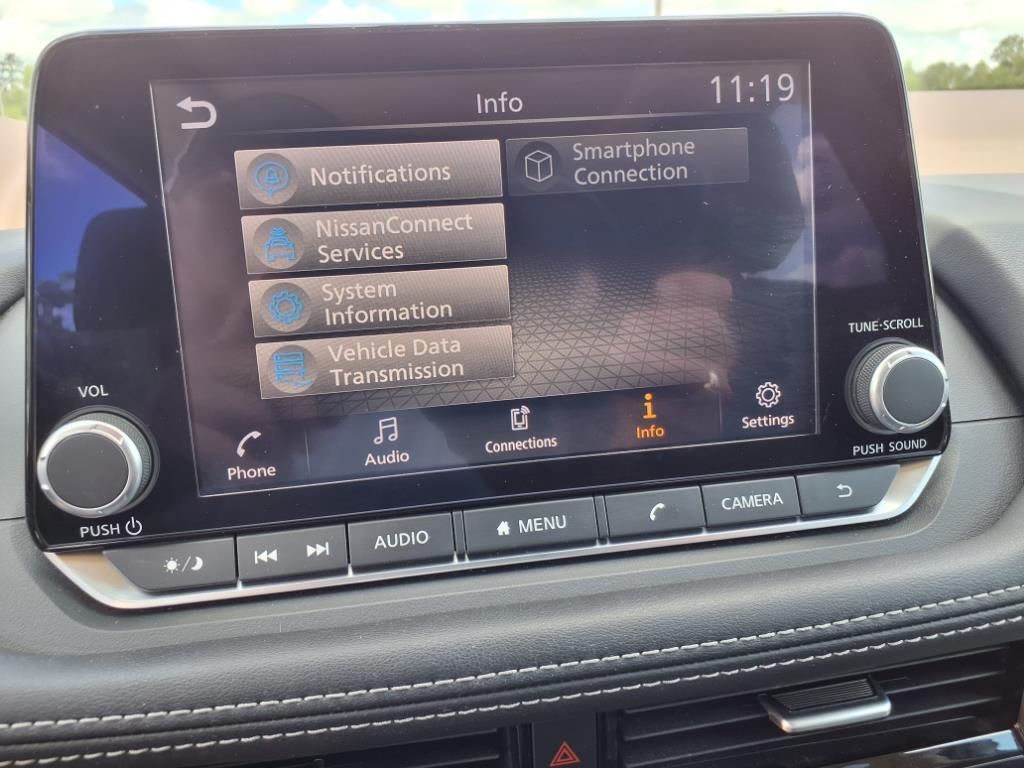 Info
11:19
Notifications
Smartphone
Connection
NissanConnect
Services
System
Information
Vehicle Data
Transmission
Phone
Audio
Connections
Info
Settings
VOL
PUSH
TUNE·SCROLL
PUSH SOUND
AUDIO
MENU
CAMERA